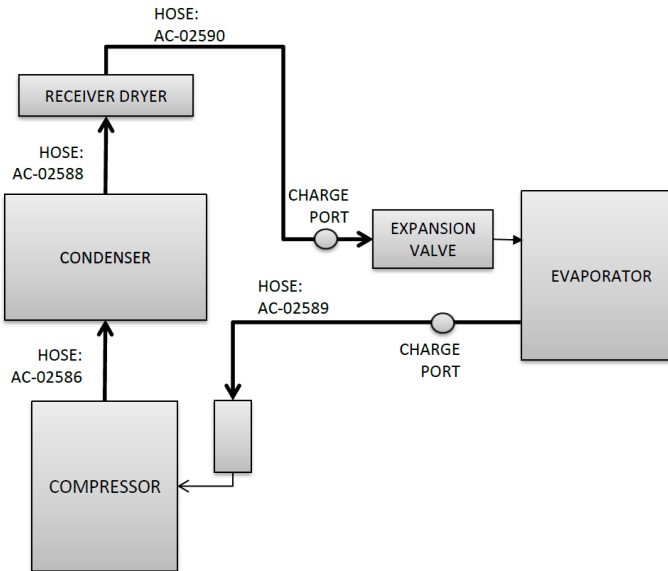 HOSE:
AC-02590
RECEIVER DRYER
HOSE:
AC-02588
CHARGE
PORT
EXPANSION
VALVE
CONDENSER
EVAPORATOR
HOSE:
AC-02589
CHARGE
PORT
HOSE:
AC-02586
COMPRESSOR